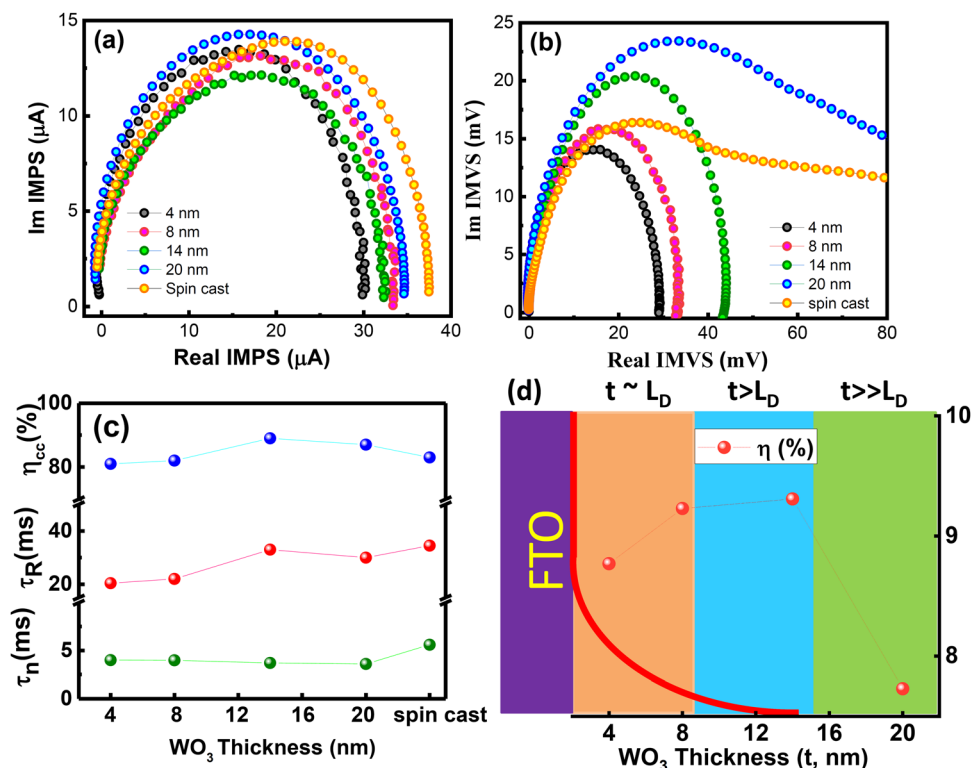 (a)
15
10
5
0
Im IMPS (μA)
4 nm
8 nm
14 nm
20 nm
Spin cast
0 10 20 30 40
Real IMPS (μA)
(b)
25
20
15
10
5
0
Im IMVS (mV)
4 nm
8 nm
14 nm
20 nm
spin cast
0 20 40 60 80
Real IMVS (mV)
(c)
100
80
40
20
5
0
ηcc(%)
τR(ms)
τn(ms)
4 8 12 16 20 spin cast
WO3 Thickness (nm)
(d)
t ~ LD t>LD t>>LD
η (%)
FTO
10
9
8
4 8 12 16 20
WO3 Thickness (t, nm)